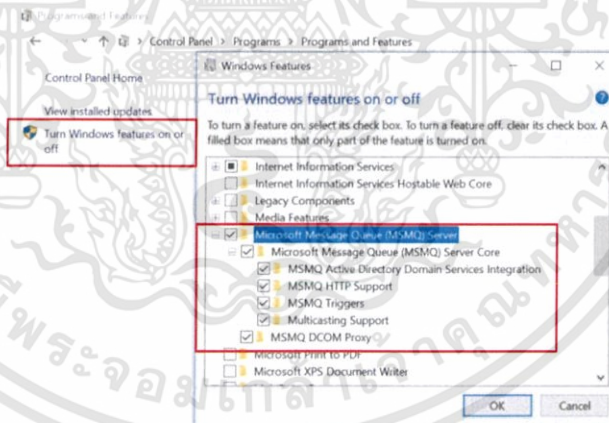 Programs and Features
Control Panel > Programs > Programs and Features
Control Panel Home
View installed updates
Turn Windows features on or off
Windows Features
Turn Windows features on or off
To turn a feature on, select its check box. To turn a feature off, clear its check box. A
filled box means that only part of the feature is turned on.
Internet Information Services
Internet Information Services Hostable Web Core
Legacy Components
Media Features
Microsoft Message Queue (MSMQ) Server
Microsoft Message Queue (MSMQ) Server Core
MSMQ Active Directory Domain Services Integration
MSMQ HTTP Support
MSMQ Triggers
Multicasting Support
MSMQ DCOM Proxy
Microsoft Print to PDF
Microsoft XPS Document Writer
OK Cancel